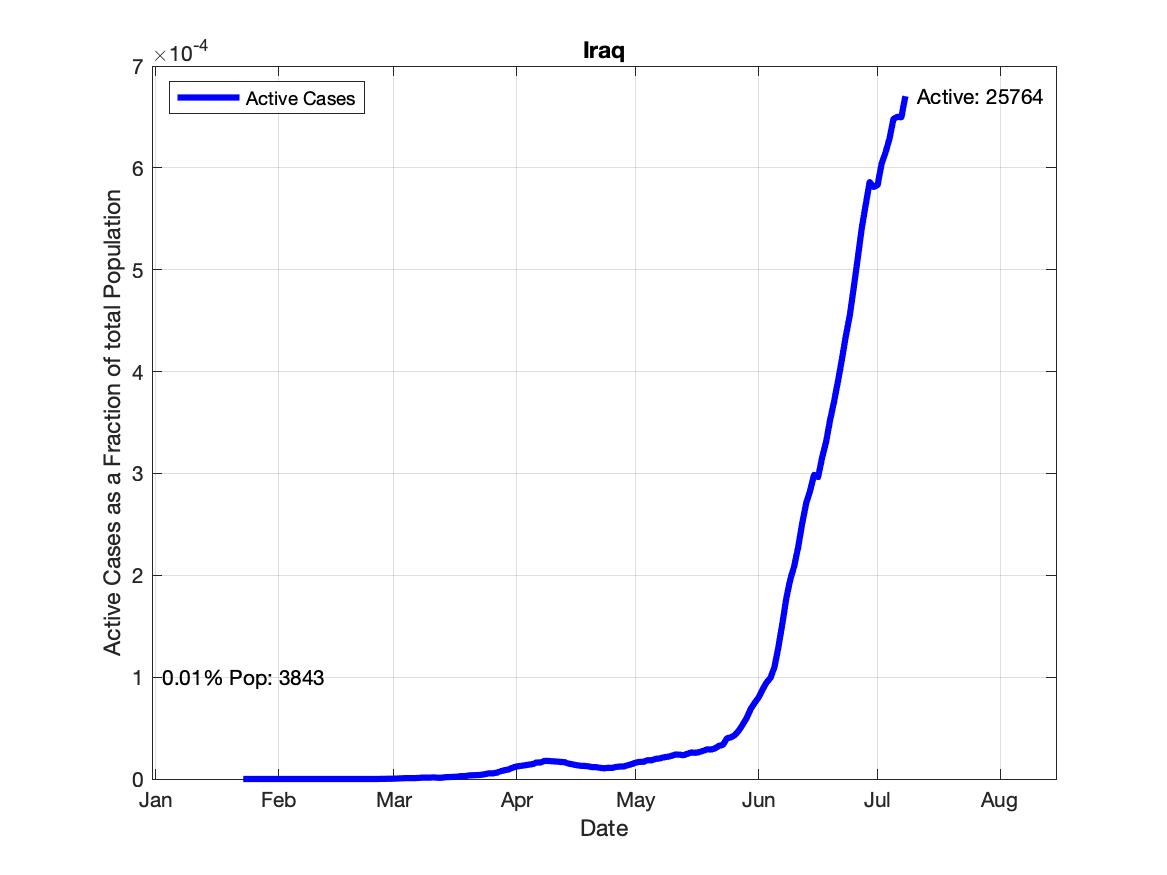 Iraq
×10-4
Active Cases
Active: 25764
7
6
5
4
3
2
1
0
0.01% Pop: 3843
Active Cases as a Fraction of total Population
Jan Feb Mar Apr May Jun Jul Aug
Date